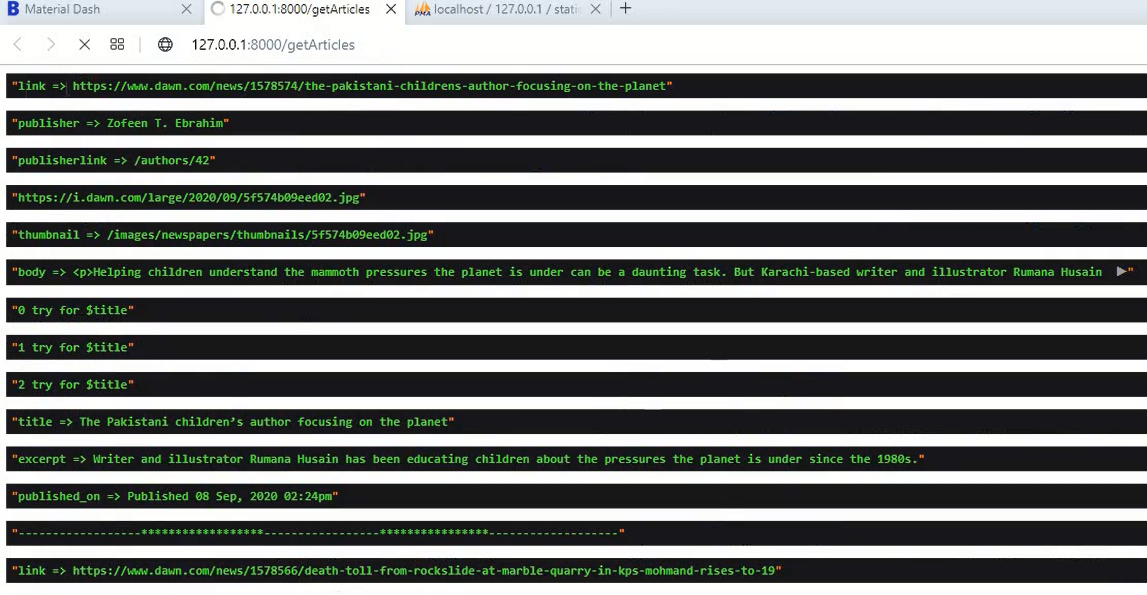 Material Dash
127.0.0.1:8000/getArticles
PMA localhost / 127.0.0.1 / static
127.0.0.1:8000/getArticles
"link => https://www.dawn.com/news/1578574/the-pakistani-childrens-author-focusing-on-the-planet"
"publisher => Zofeen T. Ebrahim"
"publisherlink => /authors/42"
"https://i.dawn.com/large/2020/09/5f574b09eed02.jpg"
"thumbnail => /images/newspapers/thumbnails/5f574b09eed02.jpg"
"body => <p>Helping children understand the mammoth pressures the planet is under can be a daunting task. But Karachi-based writer and illustrator Rumana Husain ▶"
"0 try for $title"
"1 try for $title"
"2 try for $title"
"title => The Pakistani children’s author focusing on the planet"
"excerpt => Writer and illustrator Rumana Husain has been educating children about the pressures the planet is under since the 1980s."
"published_on => Published 08 Sep, 2020 02:24pm"
"------------------******************-----------------****************-------------------"
"link => https://www.dawn.com/news/1578566/death-toll-from-rockslide-at-marble-quarry-in-kps-mohmand-rises-to-19"